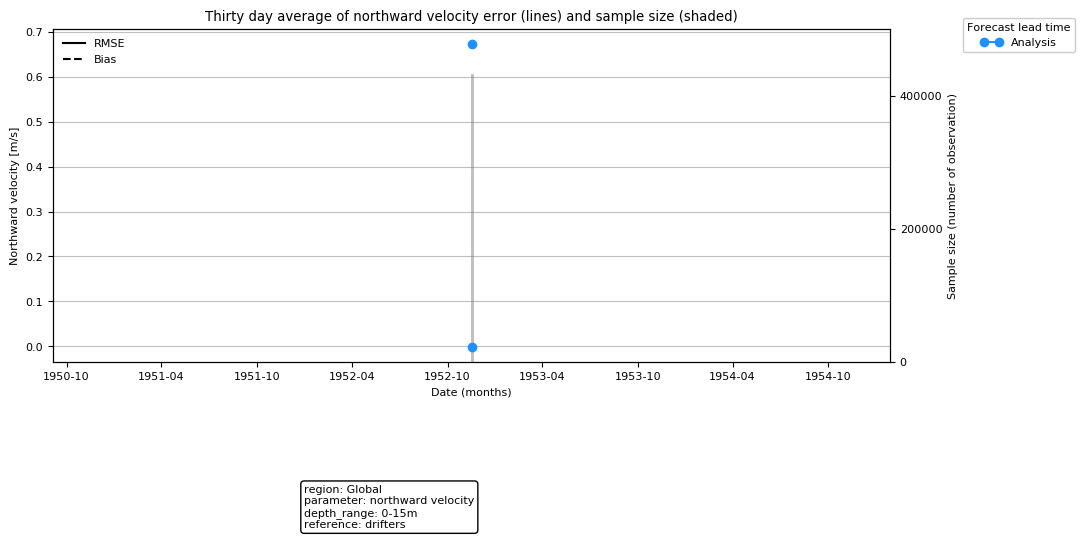 Thirty day average of northward velocity error (lines) and sample size (shaded)
Forecast lead time
Analysis
RMSE
Bias
Northward velocity [m/s]
0.7
0.6
0.5
0.4
0.3
0.2
0.1
0.0
400000
200000
0
Sample size (number of observation)
1950-10
1951-04
1951-10
1952-04
1952-10
1953-04
1953-10
1954-04
1954-10
Date (months)
region: Global
parameter: northward velocity
depth_range: 0-15m
reference: drifters